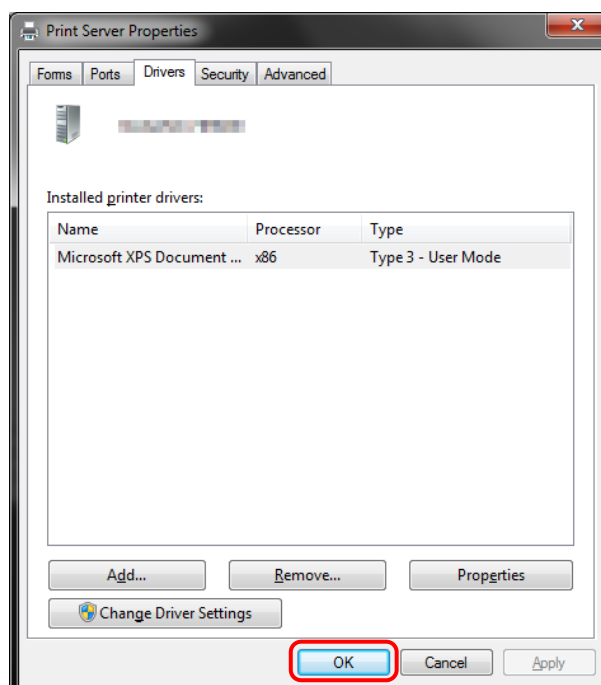 Print Server Properties
Forms Ports Drivers Security Advanced
Installed printer drivers:
Name Processor Type
Microsoft XPS Document ... x86 Type 3 - User Mode
Add... Remove... Properties
Change Driver Settings
OK Cancel Apply